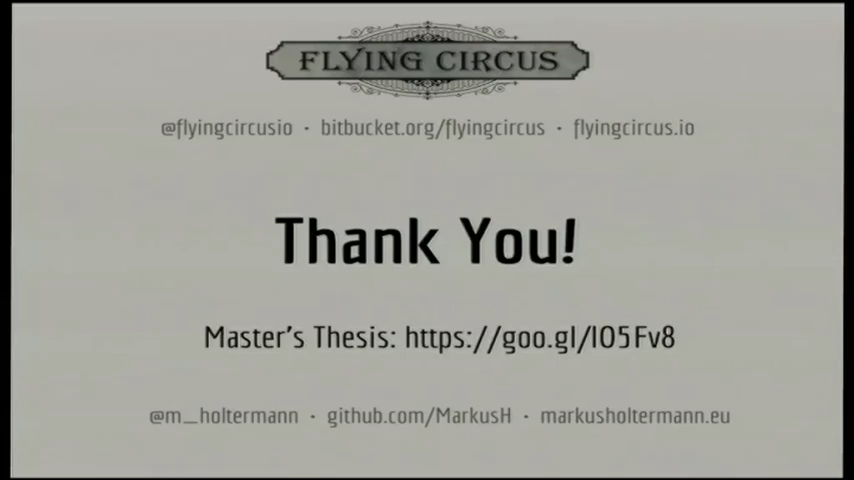 FLYING CIRCUS
@flyingcircusio · bitbucket.org/flyingcircus · flyingcircus.io
Thank You!
Master's Thesis: https://goo.gl/IO5Fv8
@m_holtermann · github.com/MarkusH · markusholtermann.eu